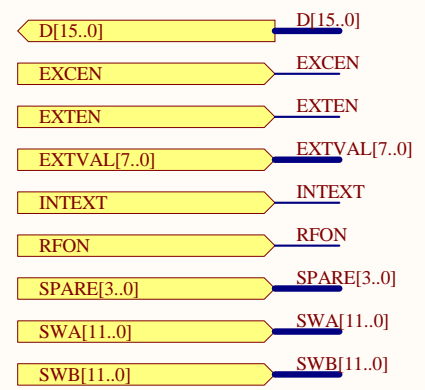 D[15..0] D[15..0]
EXCEN EXCEN
EXTEN EXTEN
EXTVAL[7..0] EXTVAL[7..0]
INTEXT INTEXT
RFON RFON
SPARE[3..0] SPARE[3..0]
SWA[11..0] SWA[11..0]
SWB[11..0] SWB[11..0]